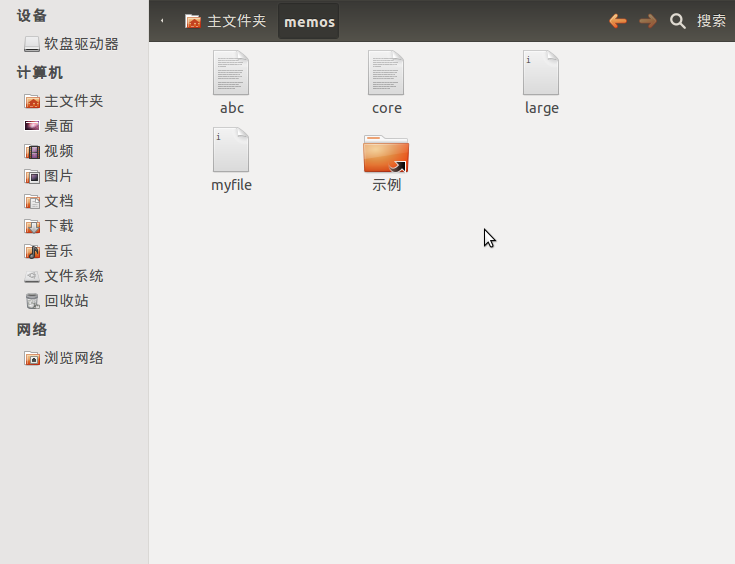 设备
软盘驱动器
计算机
主文件夹
桌面
视频
图片
文档
下载
音乐
文件系统
回收站
网络
浏览网络
主文件夹 memos 搜索
abc core large
myfile 示例